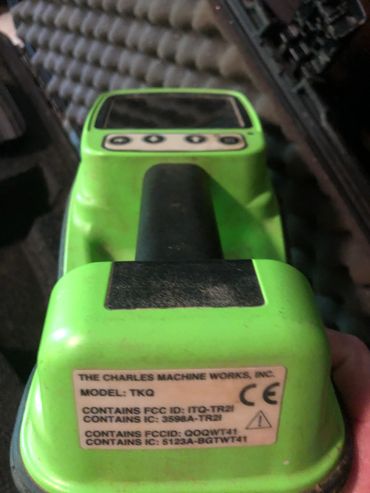 THE CHARLES MACHINE WORKS, INC.
MODEL: TKQ
CONTAINS FCC ID: ITQ-TR2I
CONTAINS IC: 3598A-TR2I
CONTAINS FCCID: QOQWT41
CONTAINS IC: 5123A-BGTWT41
CE